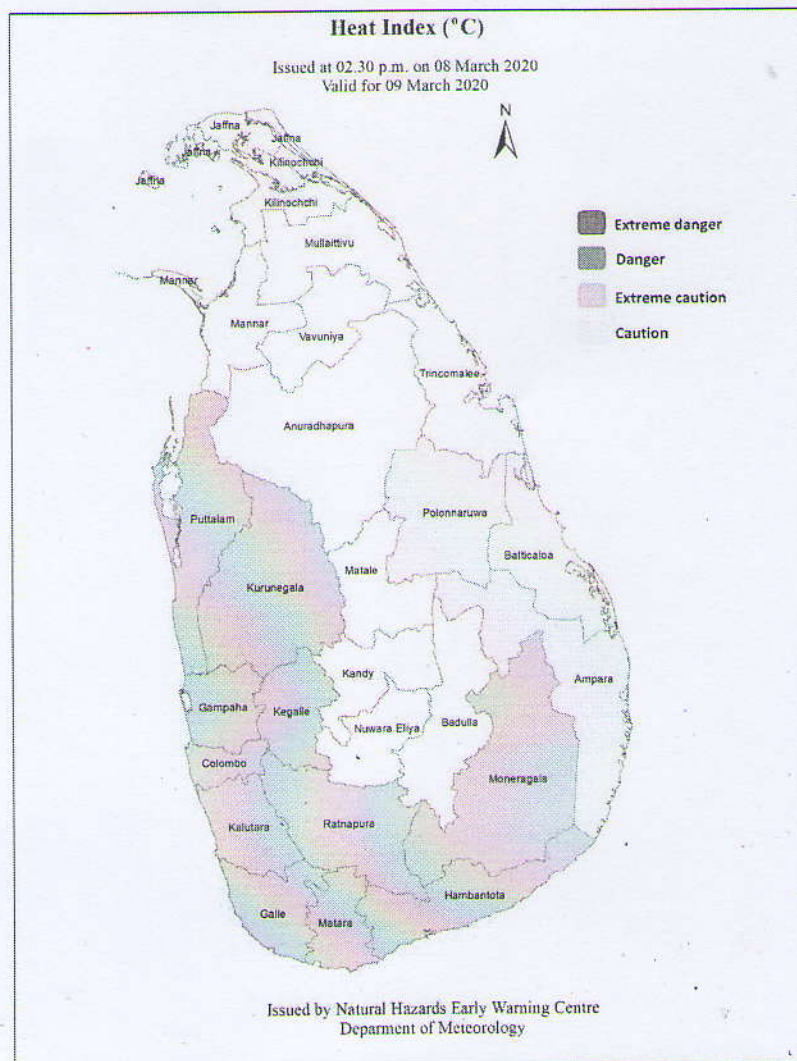 Heat Index (°C)
Issued at 02.30 p.m. on 08 March 2020
Valid for 09 March 2020
N
Jaffna
Jaffna
Jaffna
Kilinochchi
Jaffna
Kilinochchi
Extreme danger
Mullaittivu
Danger
Mannar
Extreme caution
Mannar
Vavuniya
Caution
Trincomalee
Anuradhapura
Polonnaruwa
Puttalam
Batticaloa
Matale
Kurunegala
Kandy
Ampara
Gampaha
Kegalle
Nuwara Eliya
Badulla
Colombo
Moneragala
Kalutara
Ratnapura
Hambantota
Galle
Matara
Issued by Natural Hazards Early Warning Centre
Deparment of Meteorology